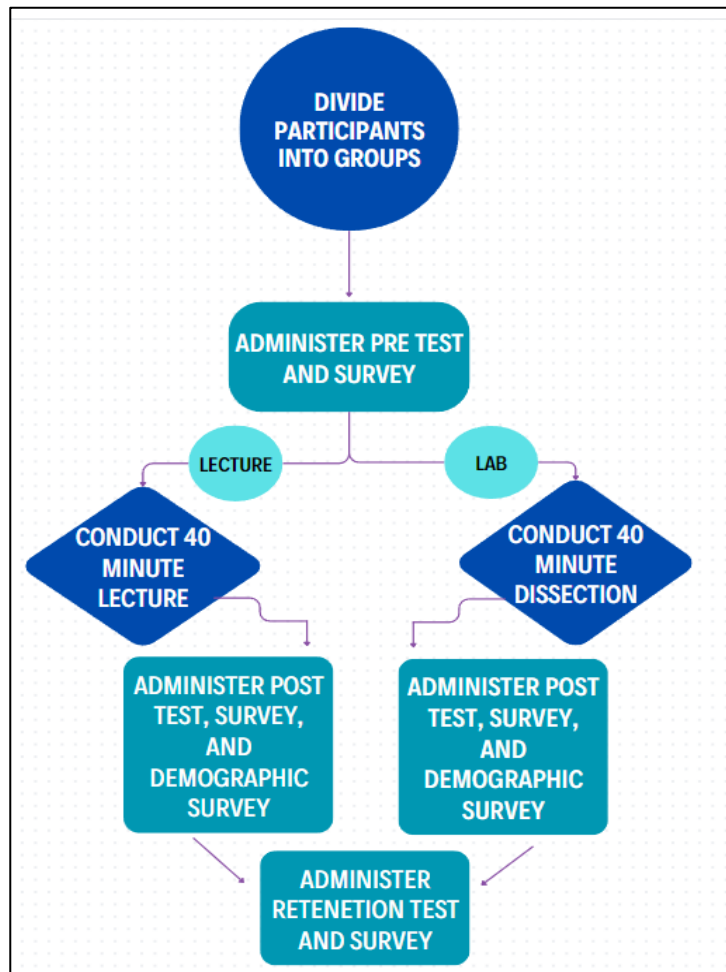 DIVIDE
PARTICIPANTS
INTO GROUPS
ADMINISTER PRE TEST
AND SURVEY
LECTURE
LAB
CONDUCT 40
MINUTE
LECTURE
CONDUCT 40
MINUTE
DISSECTION
ADMINISTER POST
TEST, SURVEY,
AND
DEMOGRAPHIC
SURVEY
ADMINISTER POST
TEST, SURVEY,
AND
DEMOGRAPHIC
SURVEY
ADMINISTER
RETENETION TEST
AND SURVEY